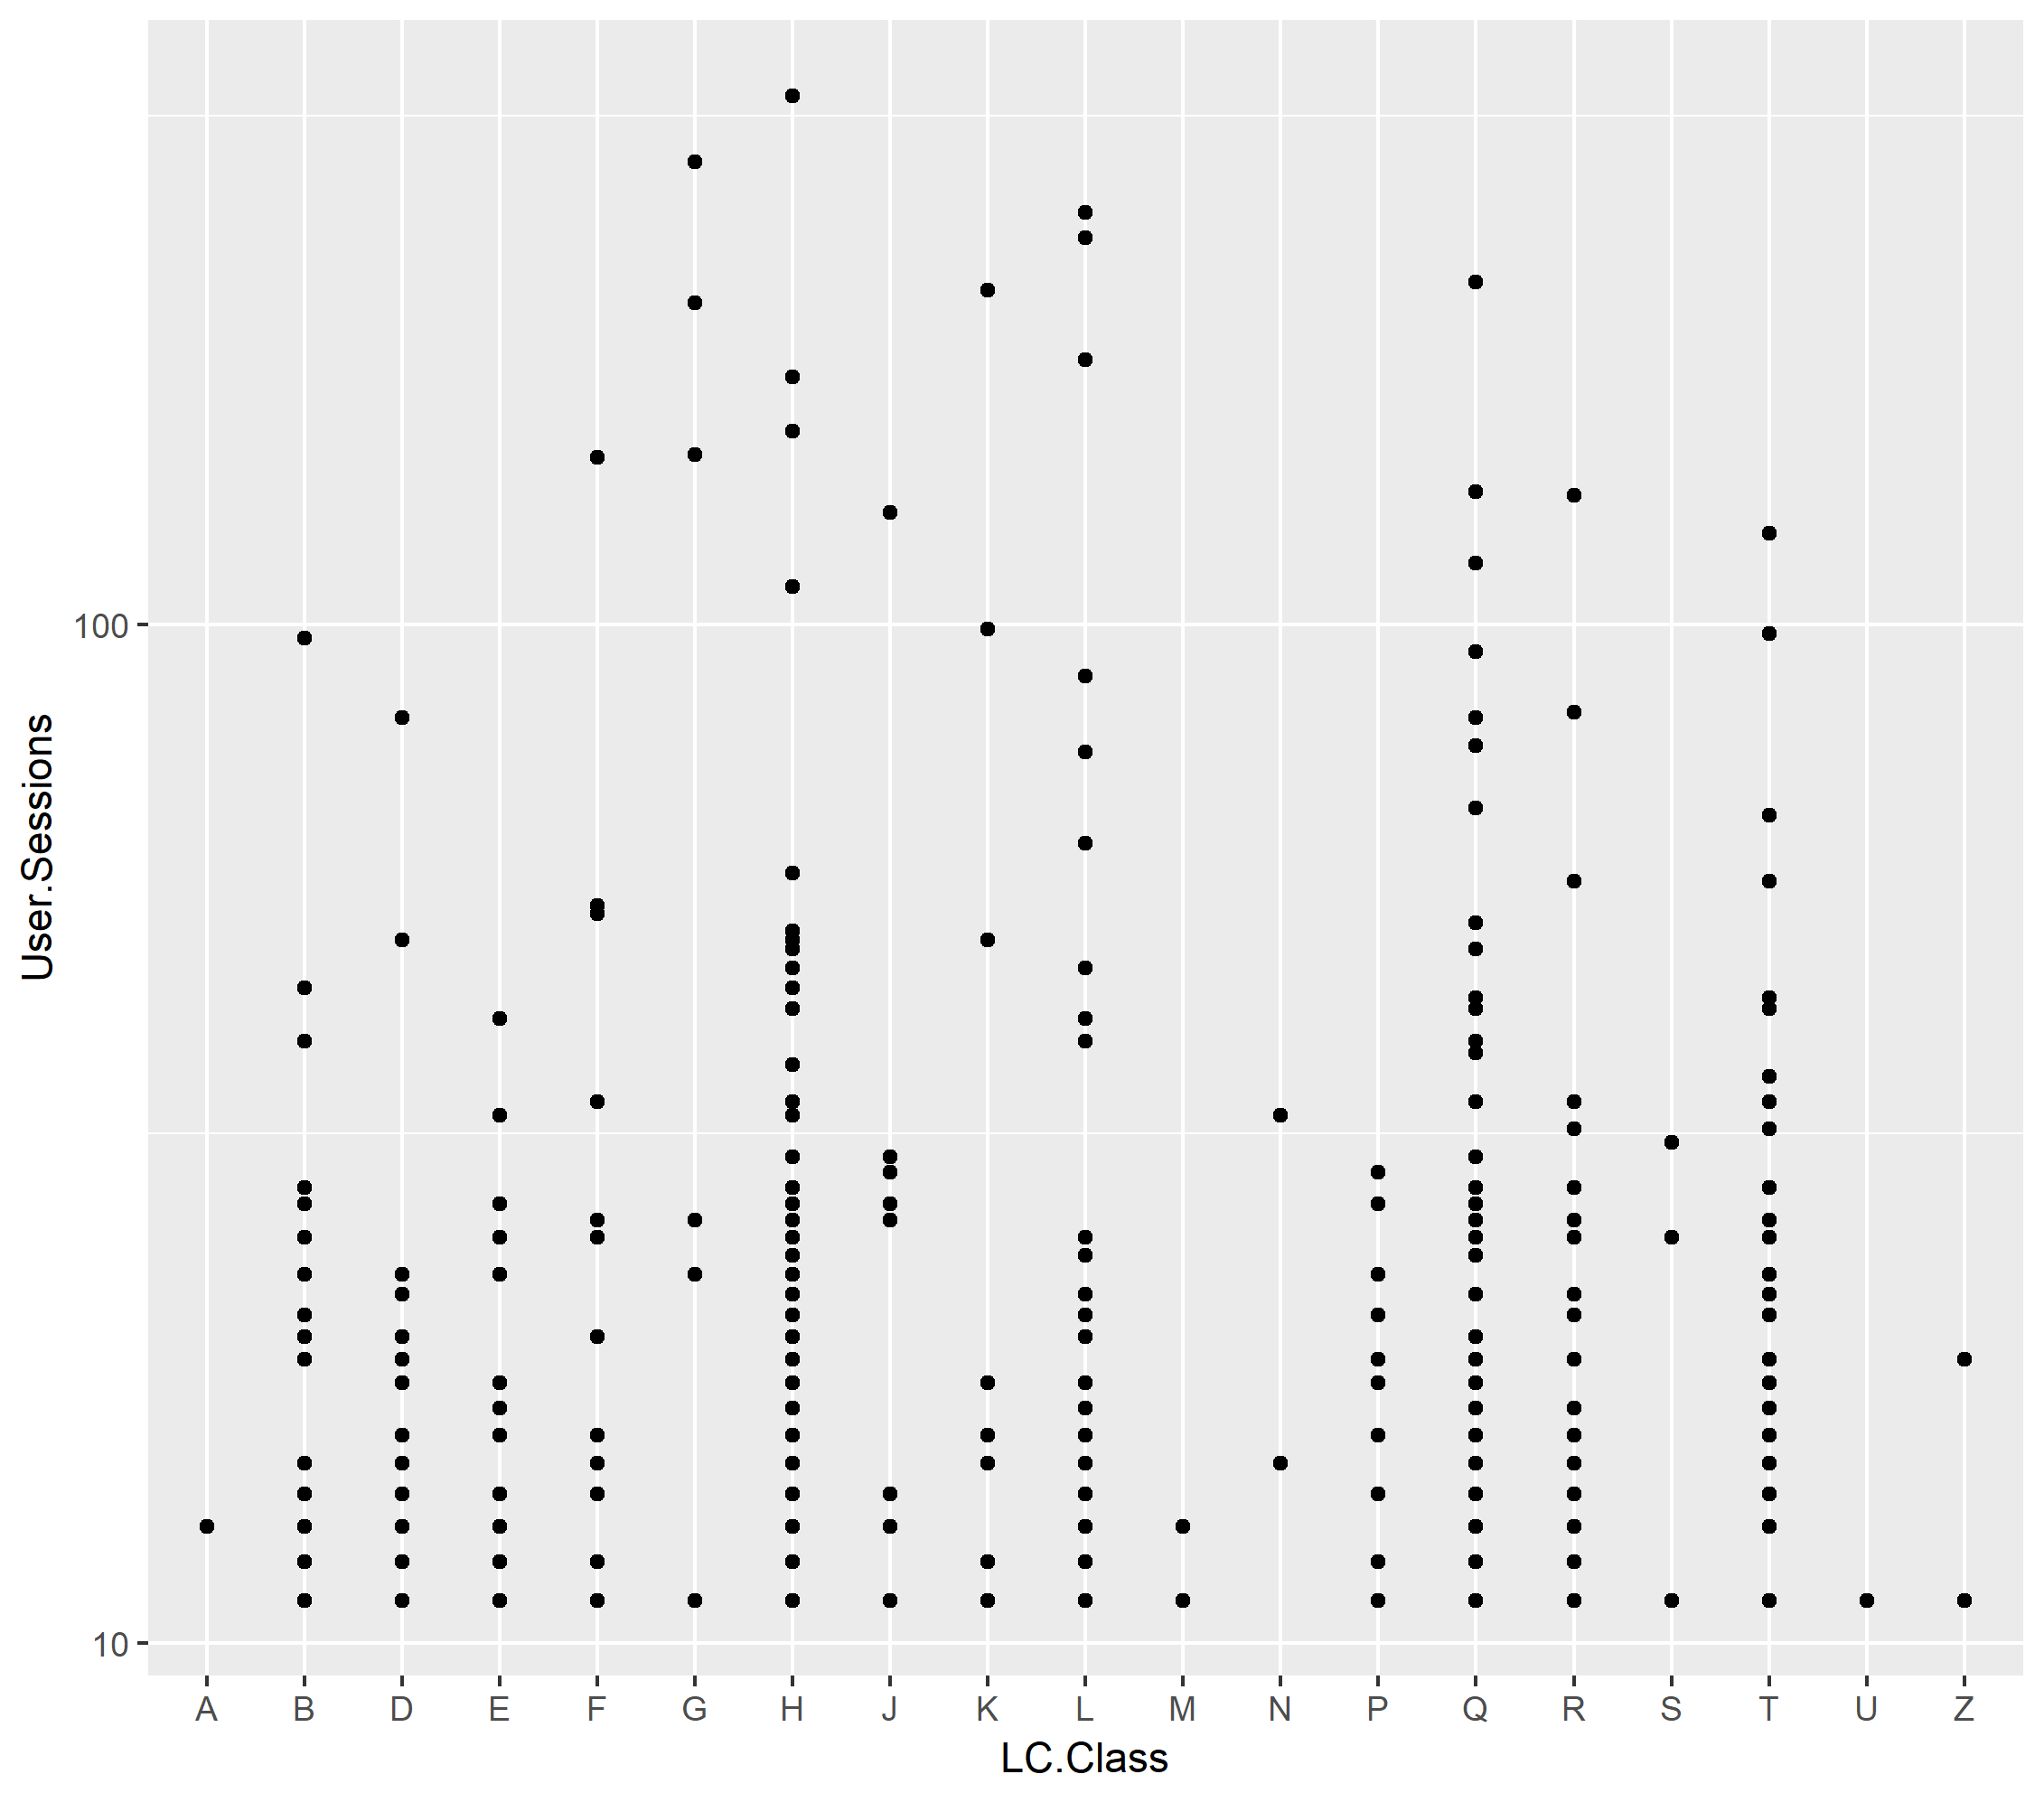 User.Sessions
100
10
A B D E F G H J K L M N P Q R S T U Z
LC.Class